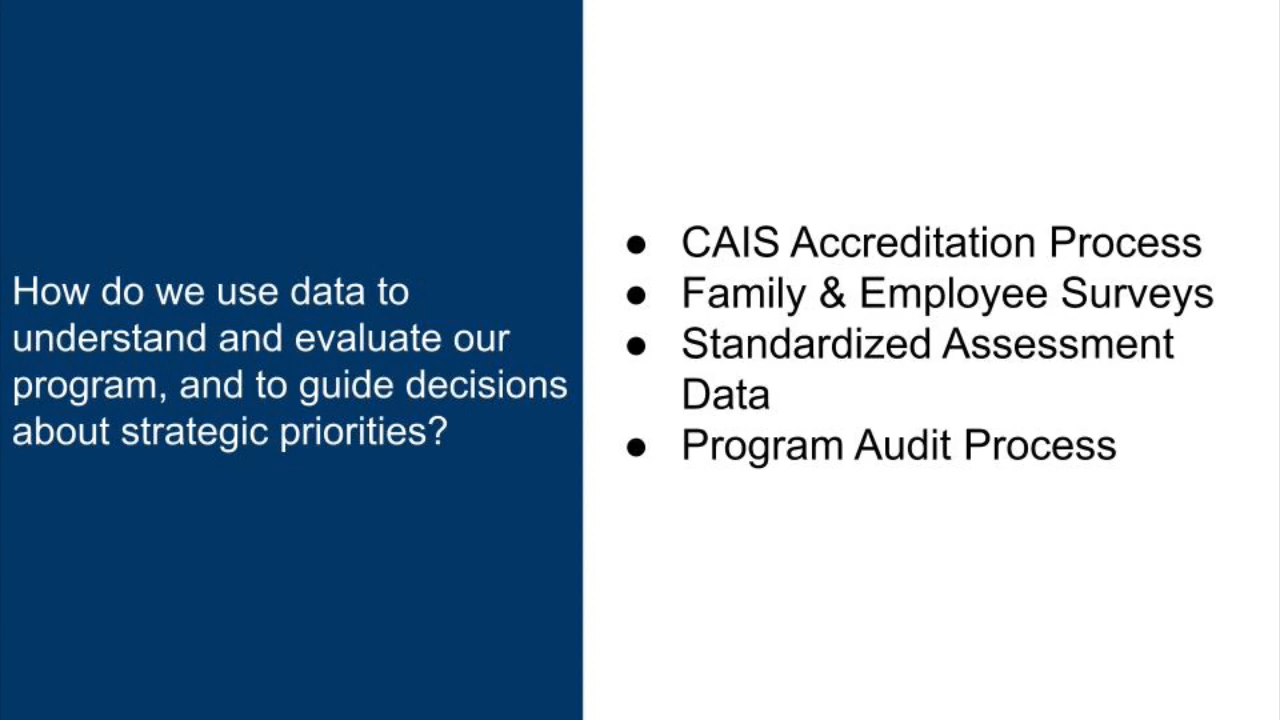 How do we use data to
understand and evaluate our
program, and to guide decisions
about strategic priorities?
● CAIS Accreditation Process
● Family & Employee Surveys
● Standardized Assessment
Data
● Program Audit Process